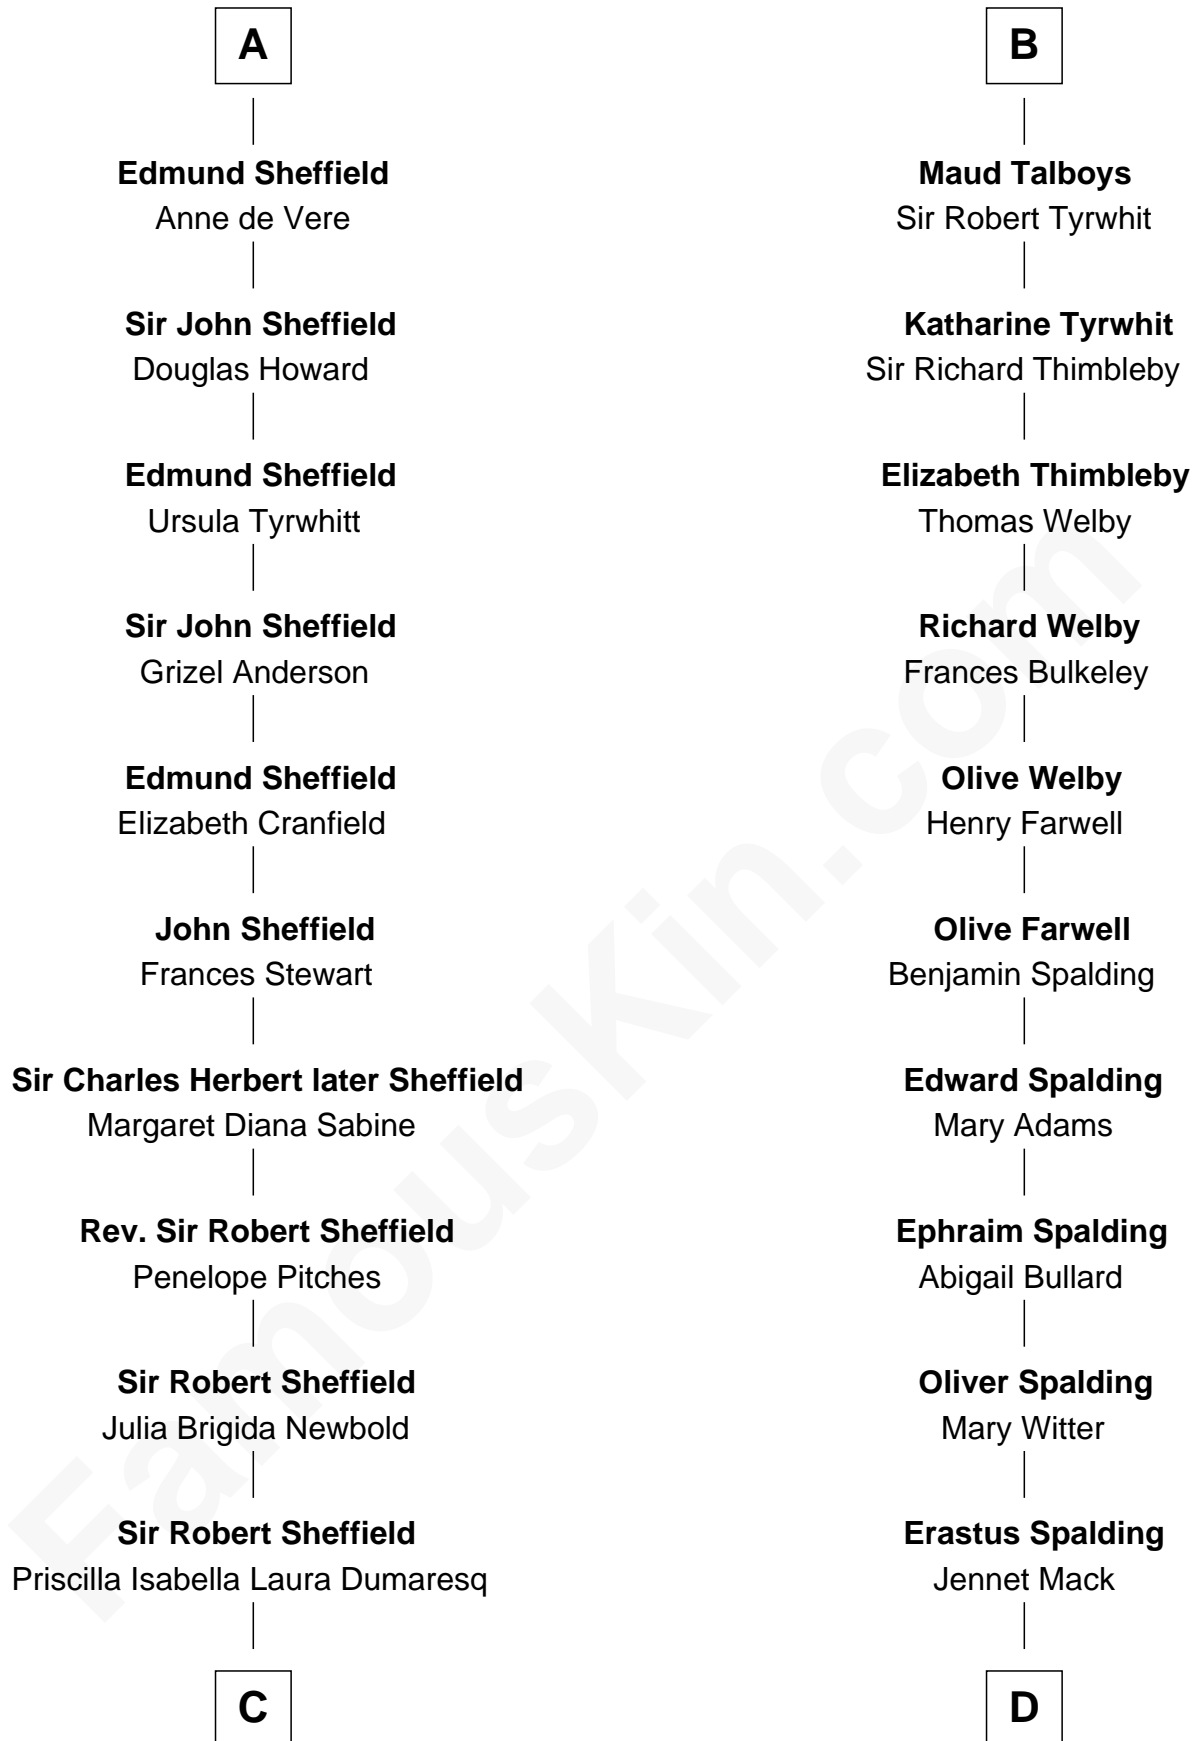 A
Edmund Sheffield
Anne de Vere
Sir John Sheffield
Douglas Howard
Edmund Sheffield
Ursula Tyrwhitt
Sir John Sheffield
Grizel Anderson
Edmund Sheffield
Elizabeth Cranfield
John Sheffield
Frances Stewart
Sir Charles Herbert later Sheffield
Margaret Diana Sabine
Rev. Sir Robert Sheffield
Penelope Pitches
Sir Robert Sheffield
Julia Brigida Newbold
Sir Robert Sheffield
Priscilla Isabella Laura Dumaresq
C
B
Maud Talboys
Sir Robert Tyrwhit
Katharine Tyrwhit
Sir Richard Thimbleby
Elizabeth Thimbleby
Thomas Welby
Richard Welby
Frances Bulkeley
Olive Welby
Henry Farwell
Olive Farwell
Benjamin Spalding
Edward Spalding
Mary Adams
Ephraim Spalding
Abigail Bullard
Oliver Spalding
Mary Witter
Erastus Spalding
Jennet Mack
D
FamousKin.com